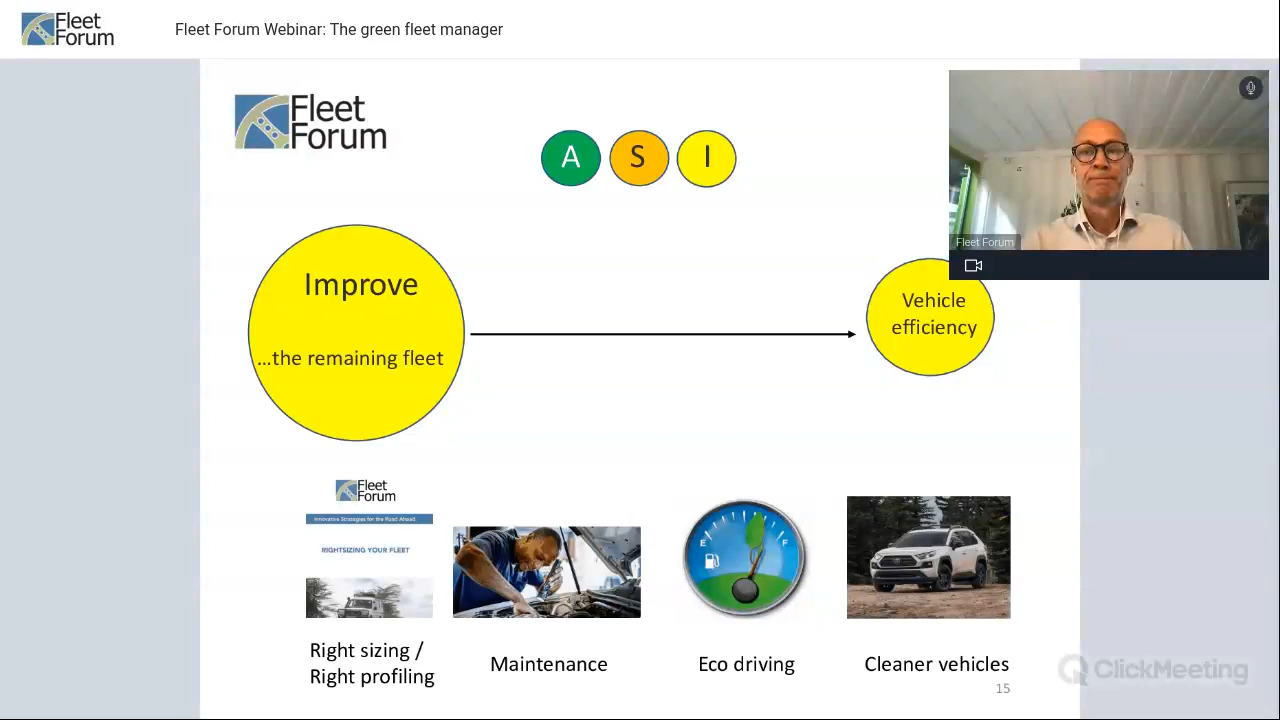 Fleet
Forum
Fleet Forum Webinar: The green fleet manager
Fleet
Forum
A S I
Fleet Forum
Improve
...the remaining fleet
Vehicle
efficiency
Fleet
Forum
Innovative Strategies for the Road Ahead
RIGHTSIZING YOUR FLEET
E F
Right sizing /
Right profiling
Maintenance
Eco driving
Cleaner vehicles
15
ClickMeeting